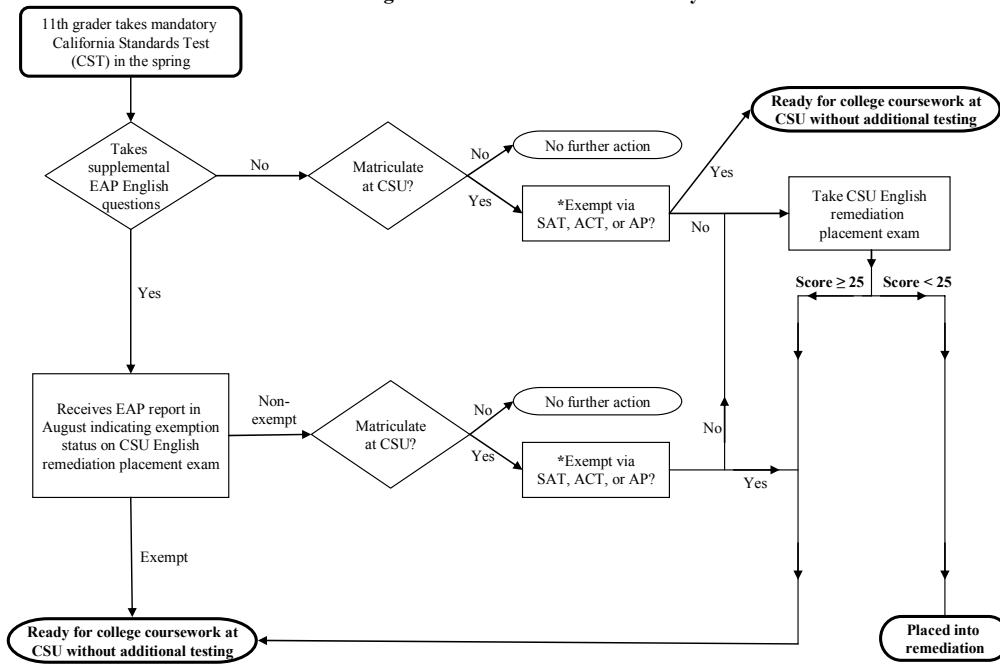 11th grader takes mandatory
California Standards Test
(CST) in the spring
Ready for college coursework at
CSU without additional testing
Takes
supplemental
EAP English
questions
No
Matriculate
at CSU?
No
No further action
Yes
*Exempt via
SAT, ACT, or AP?
Yes
No
Take CSU English
remediation
placement exam
Score ≥ 25
Score < 25
Yes
Receives EAP report in
August indicating exemption
status on CSU English
remediation placement exam
Non-
exempt
Matriculate
at CSU?
No
No further action
Yes
*Exempt via
SAT, ACT, or AP?
No
Yes
Exempt
Ready for college coursework at
CSU without additional testing
Placed into
remediation